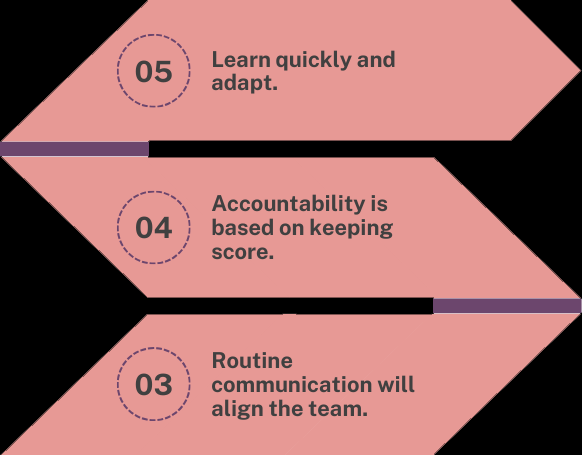 05
Learn quickly and
adapt.
04
Accountability is
based on keeping
score.
03
Routine
communication will
align the team.